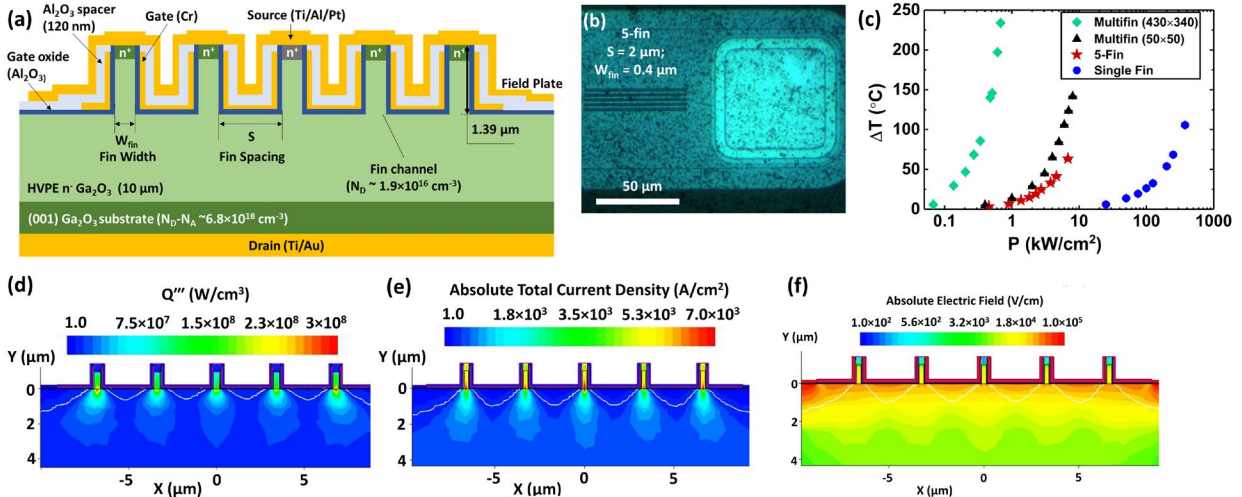 (a)
Al₂O₃ spacer
(120 nm)
Gate (Cr)
Source (Ti/Al/Pt)
Gate oxide
(Al₂O₃)
n⁺ n⁺ n⁺ n⁺ n⁺
Field Plate
1.39 μm
W_fin
Fin Width
S
Fin Spacing
Fin channel
(N_D ~ 1.9×10¹⁶ cm⁻³)
HVPE n⁻ Ga₂O₃ (10 μm)
(001) Ga₂O₃ substrate (N_D-N_A ~6.8×10¹⁸ cm⁻³)
Drain (Ti/Au)
(b)
5-fin
S = 2 μm;
W_fin = 0.4 μm
50 μm
(c)
Multifin (430×340)
Multifin (50×50)
5-Fin
Single Fin
ΔT (°C)
250
200
150
100
50
0
0.1 1 10 100 1000
P (kW/cm²)
(d)
Q''' (W/cm³)
1.0 7.5×10⁷ 1.5×10⁸ 2.3×10⁸ 3×10⁸
Y (μm)
0
2
4
-5 0 5
X (μm)
(e)
Absolute Total Current Density (A/cm²)
1.0 1.8×10³ 3.5×10³ 5.3×10³ 7.0×10³
Y (μm)
0
2
4
-5 0 5
X (μm)
(f)
Absolute Electric Field (V/cm)
1.0×10² 5.6×10² 3.2×10³ 1.8×10⁴ 1.0×10⁵
Y (μm)
0
2
4
-5 0 5
X (μm)